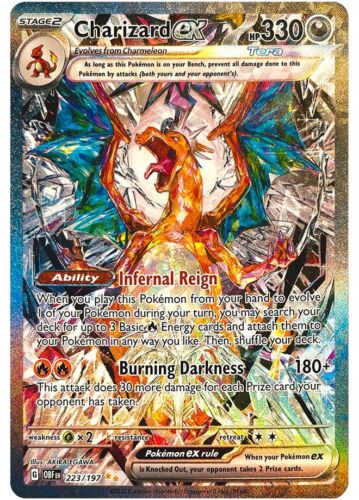 STAGE2 Charizard ex HP330
Evolves from Charmeleon Tera
As long as this Pokémon is on your Bench, prevent all damage done to this
Pokémon by attacks (both yours and your opponent's).
Ability Infernal Reign
When you play this Pokémon from your hand to evolve
1 of your Pokémon during your turn, you may search your
deck for up to 3 Basic Energy cards and attach them to
your Pokémon in any way you like. Then, shuffle your deck.
Burning Darkness 180+
This attack does 30 more damage for each Prize card your
opponent has taken.
weakness ×2 resistance retreat
Illus. AKIRA EGAWA
Pokémon ex rule
When your Pokémon ex
is Knocked Out, your opponent takes 2 Prize cards.
G OBF EN 223/197